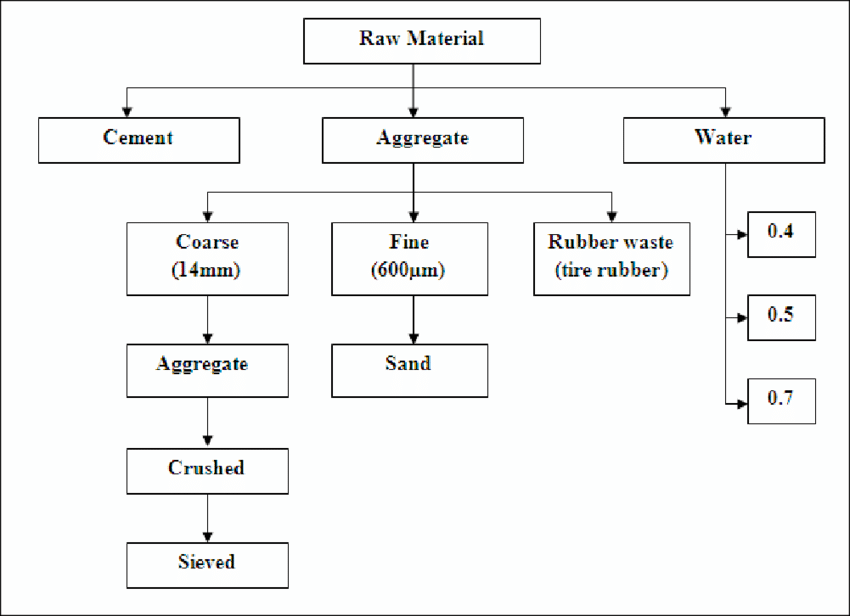 Raw Material
Cement
Aggregate
Water
Coarse
(14mm)
Fine
(600µm)
Rubber waste
(tire rubber)
0.4
0.5
0.7
Aggregate
Sand
Crushed
Sieved